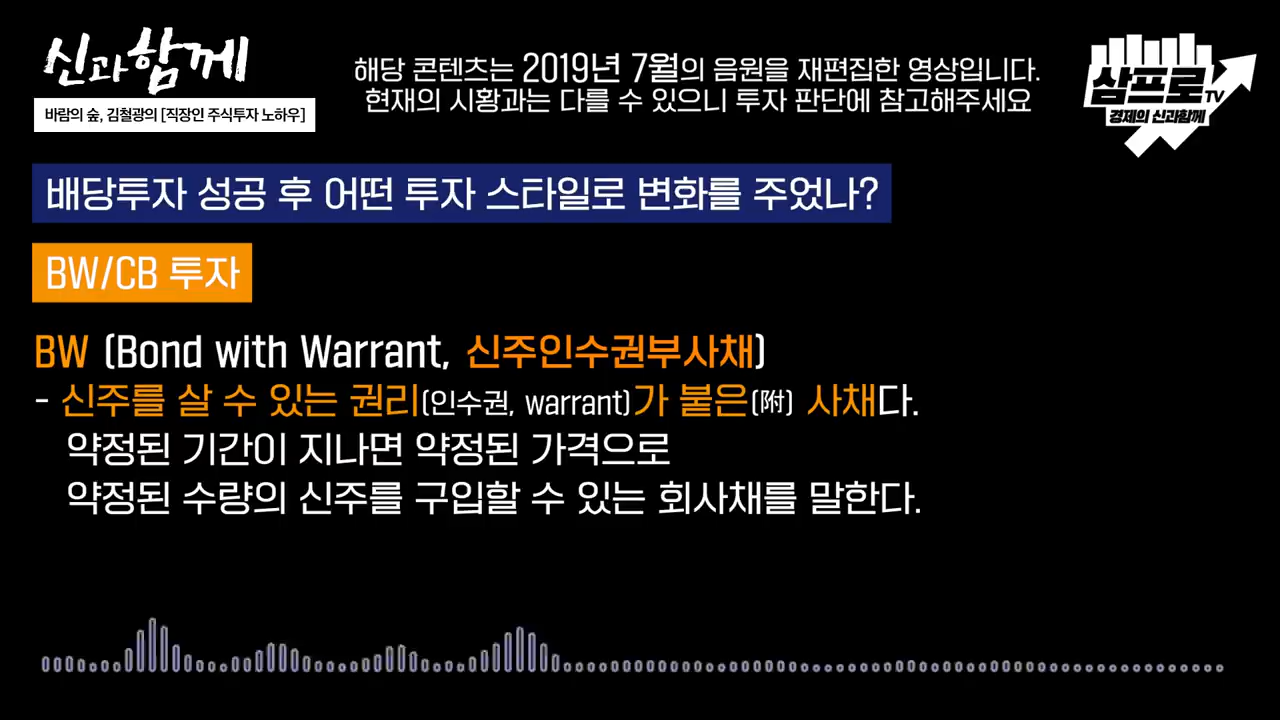 신과함께
바람의 숲, 김철광의 [직장인 주식투자 노하우]
해당 콘텐츠는 2019년 7월의 음원을 재편집한 영상입니다.
현재의 시황과는 다를 수 있으니 투자 판단에 참고해주세요
삼프로TV
경제의 신과함께
배당투자 성공 후 어떤 투자 스타일로 변화를 주었나?
BW/CB 투자
BW (Bond with Warrant, 신주인수권부사채)
- 신주를 살 수 있는 권리(인수권, warrant)가 붙은(附) 사채다.
약정된 기간이 지나면 약정된 가격으로
약정된 수량의 신주를 구입할 수 있는 회사채를 말한다.